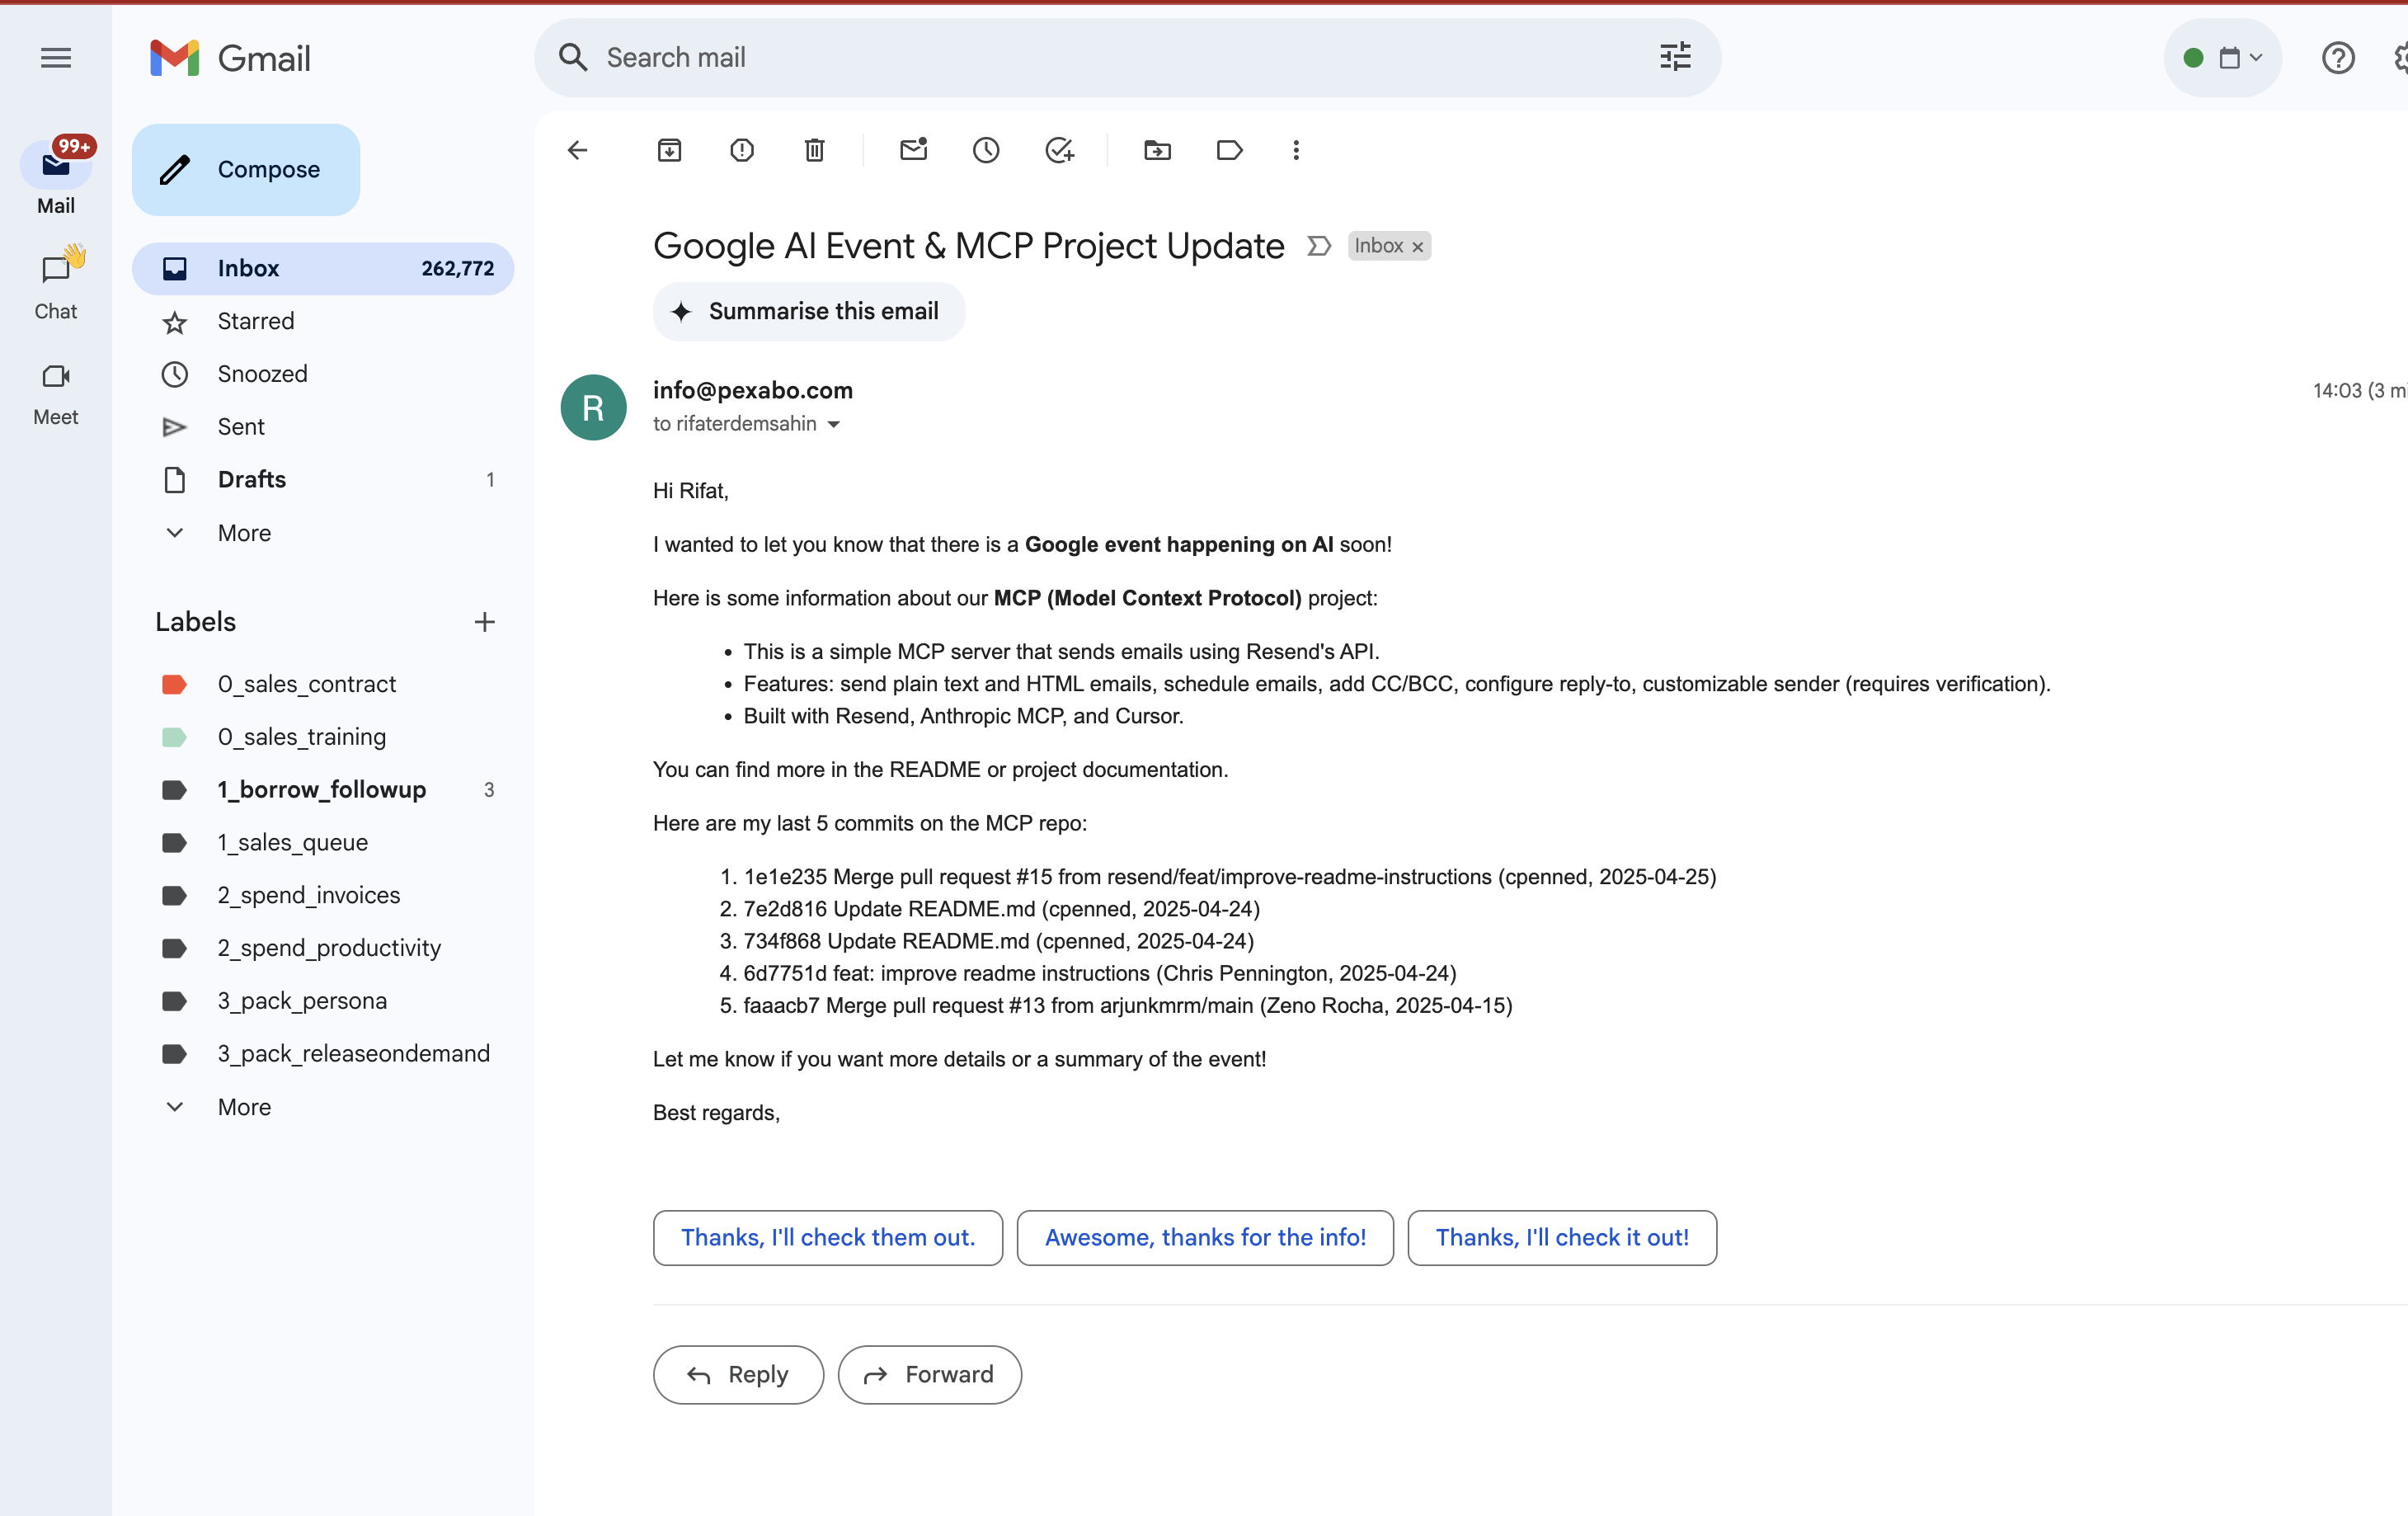 Gmail
Search mail
99+
Mail
Chat
Meet
Compose
Inbox 262,772
Starred
Snoozed
Sent
Drafts 1
More
Labels
0_sales_contract
0_sales_training
1_borrow_followup 3
1_sales_queue
2_spend_invoices
2_spend_productivity
3_pack_persona
3_pack_releaseondemand
More
Google AI Event & MCP Project Update Inbox
Summarise this email
R
info@pexabo.com 14:03 (3 mi
to rifaterdemsahin
Hi Rifat,
I wanted to let you know that there is a Google event happening on AI soon!
Here is some information about our MCP (Model Context Protocol) project:
• This is a simple MCP server that sends emails using Resend's API.
• Features: send plain text and HTML emails, schedule emails, add CC/BCC, configure reply-to, customizable sender (requires verification).
• Built with Resend, Anthropic MCP, and Cursor.
You can find more in the README or project documentation.
Here are my last 5 commits on the MCP repo:
1. 1e1e235 Merge pull request #15 from resend/feat/improve-readme-instructions (cpenned, 2025-04-25)
2. 7e2d816 Update README.md (cpenned, 2025-04-24)
3. 734f868 Update README.md (cpenned, 2025-04-24)
4. 6d7751d feat: improve readme instructions (Chris Pennington, 2025-04-24)
5. faaacb7 Merge pull request #13 from arjunkmrm/main (Zeno Rocha, 2025-04-15)
Let me know if you want more details or a summary of the event!
Best regards,
Thanks, I'll check them out.
Awesome, thanks for the info!
Thanks, I'll check it out!
Reply
Forward